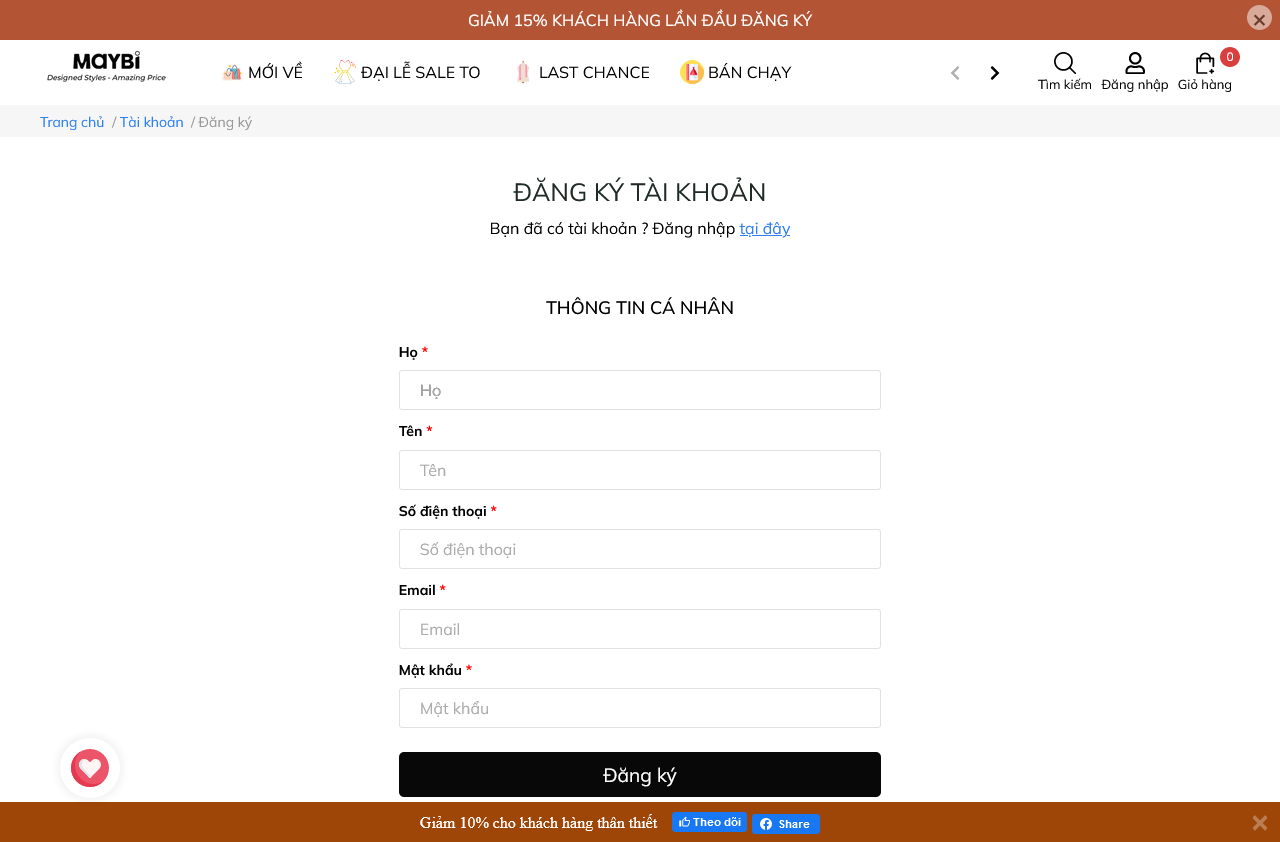 GIẢM 15% KHÁCH HÀNG LẦN ĐẦU ĐĂNG KÝ
MAYBI
Designed Styles - Amazing Price
MỚI VỀ
ĐẠI LỄ SALE TO
LAST CHANCE
BÁN CHẠY
Tìm kiếm
Đăng nhập
0
Giỏ hàng
Trang chủ / Tài khoản / Đăng ký
ĐĂNG KÝ TÀI KHOẢN
Bạn đã có tài khoản ? Đăng nhập tại đây
THÔNG TIN CÁ NHÂN
Họ *
Họ
Tên *
Tên
Số điện thoại *
Số điện thoại
Email *
Email
Mật khẩu *
Mật khẩu
Đăng ký
Giảm 10% cho khách hàng thân thiết
Theo dõi
Share